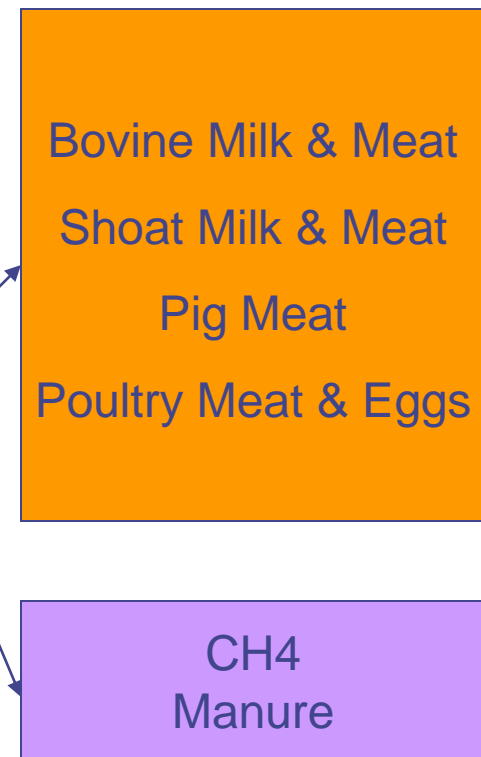 Bovine Milk & Meat
Shoat Milk & Meat
Pig Meat
Poultry Meat & Eggs
CH4
Manure